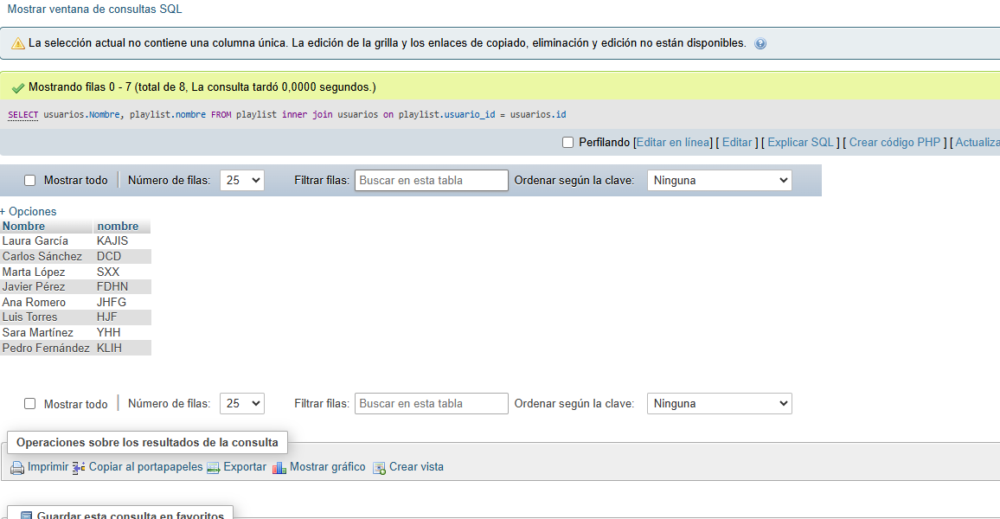 Mostrar ventana de consultas SQL
La selección actual no contiene una columna única. La edición de la grilla y los enlaces de copiado, eliminación y edición no están disponibles.
Mostrando filas 0 - 7 (total de 8, La consulta tardó 0,0000 segundos.)
SELECT usuarios.Nombre, playlist.nombre FROM playlist inner join usuarios on playlist.usuario_id = usuarios.id
Perfilando [Editar en línea] [ Editar ] [ Explicar SQL ] [ Crear código PHP ] [ Actualiza
Mostrar todo | Número de filas: 25 Filtrar filas: Buscar en esta tabla Ordenar según la clave: Ninguna
+ Opciones
Nombre nombre
Laura García KAJIS
Carlos Sánchez DCD
Marta López SXX
Javier Pérez FDHN
Ana Romero JHFG
Luis Torres HJF
Sara Martínez YHH
Pedro Fernández KLIH
Mostrar todo | Número de filas: 25 Filtrar filas: Buscar en esta tabla Ordenar según la clave: Ninguna
Operaciones sobre los resultados de la consulta
Imprimir Copiar al portapapeles Exportar Mostrar gráfico Crear vista
Guardar esta consulta en favoritos